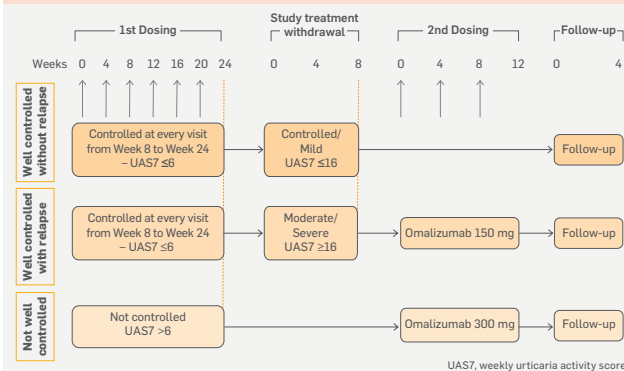 1st Dosing
Study treatment
withdrawal
2nd Dosing
Follow-up
Weeks 0 4 8 12 16 20 24 0 4 8 0 4 8 12 0 4
Well controlled
without relapse
Controlled at every visit
from Week 8 to Week 24
– UAS7 ≤6
Controlled/
Mild
UAS7 ≤16
Follow-up
Well controlled
with relapse
Controlled at every visit
from Week 8 to Week 24
– UAS7 ≤6
Moderate/
Severe
UAS7 ≥16
Omalizumab 150 mg
Follow-up
Not well
controlled
Not controlled
UAS7 >6
Omalizumab 300 mg
Follow-up
UAS7, weekly urticaria activity score